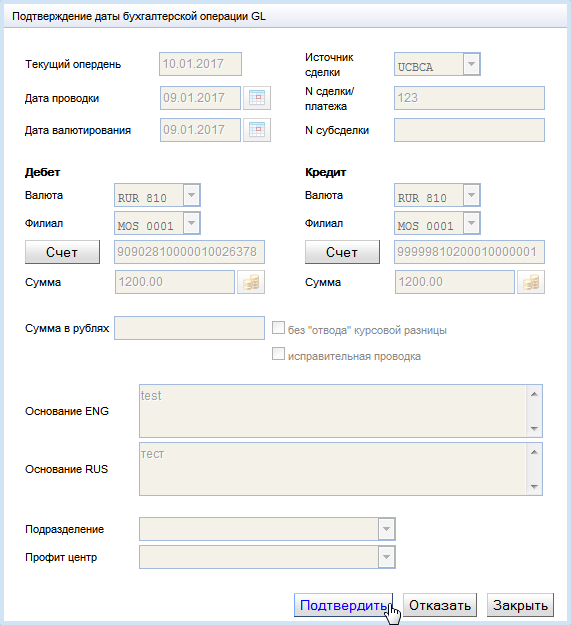 Подтверждение даты бухгалтерской операции GL
Текущий опердень 10.01.2017 Источник сделки UCBCA
Дата проводки 09.01.2017 N сделки/платежа 123
Дата валютирования 09.01.2017 N субсделки
Дебет Кредит
Валюта RUR 810 Валюта RUR 810
Филиал MOS 0001 Филиал MOS 0001
Счет 90902810000010026378 Счет 99999810200010000001
Сумма 1200.00 Сумма 1200.00
Сумма в рублях без "отвода" курсовой разницы
исправительная проводка
Основание ENG test
Основание RUS тест
Подразделение
Профит центр
Подтвердить Отказать Закрыть